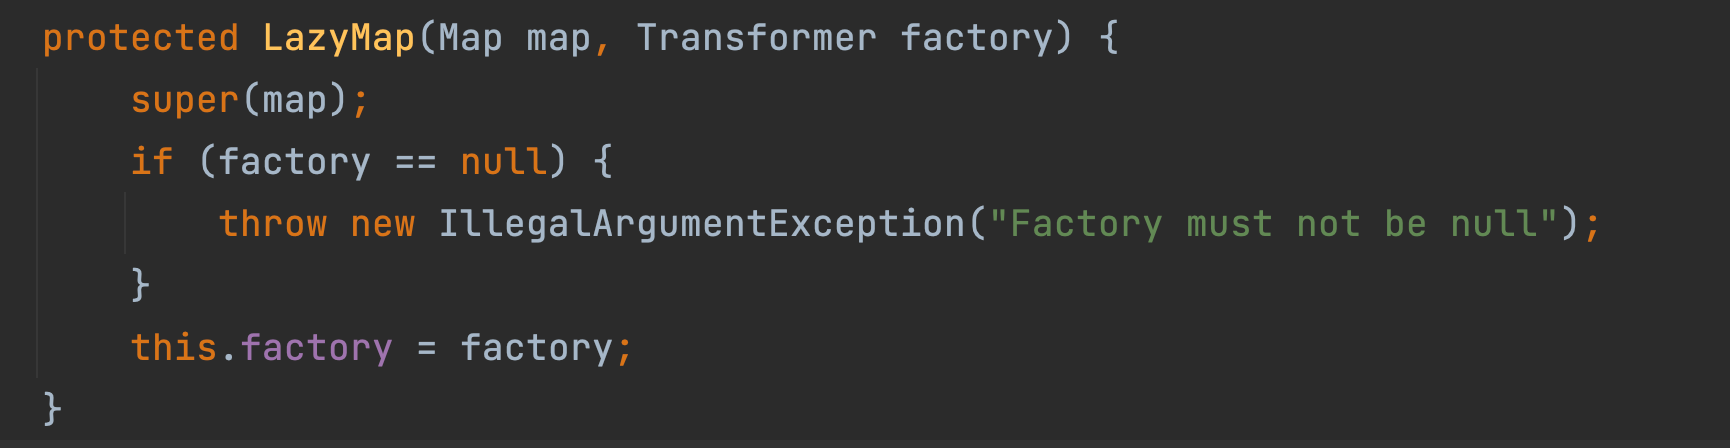 protected LazyMap(Map map, Transformer factory) {
    super(map);
    if (factory == null) {
        throw new IllegalArgumentException("Factory must not be null");
    }
    this.factory = factory;
}